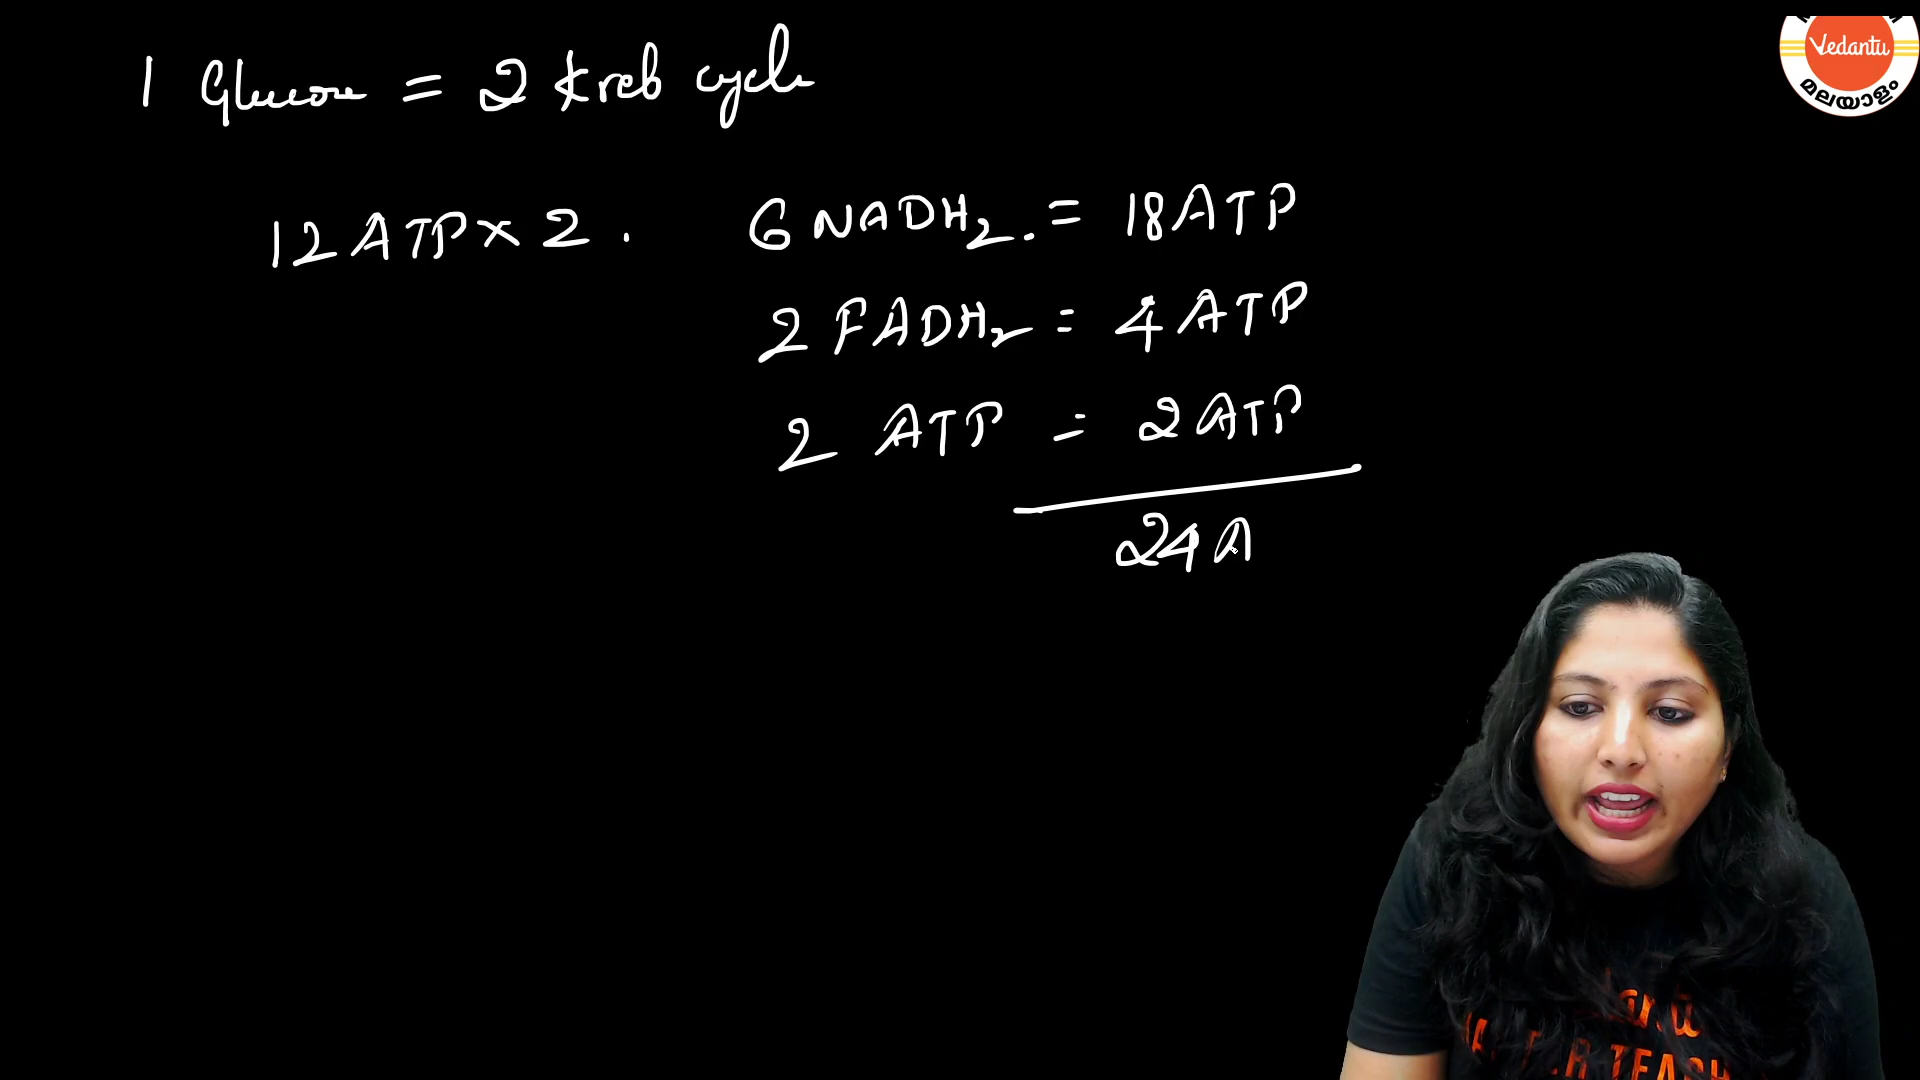 1 Glucose = 2 Kreb cycle
12 ATP × 2 .
6 NADH₂. = 18 ATP
2 FADH₂ = 4 ATP
2 ATP = 2 ATP
24 A
Vedantu
മലയാളം